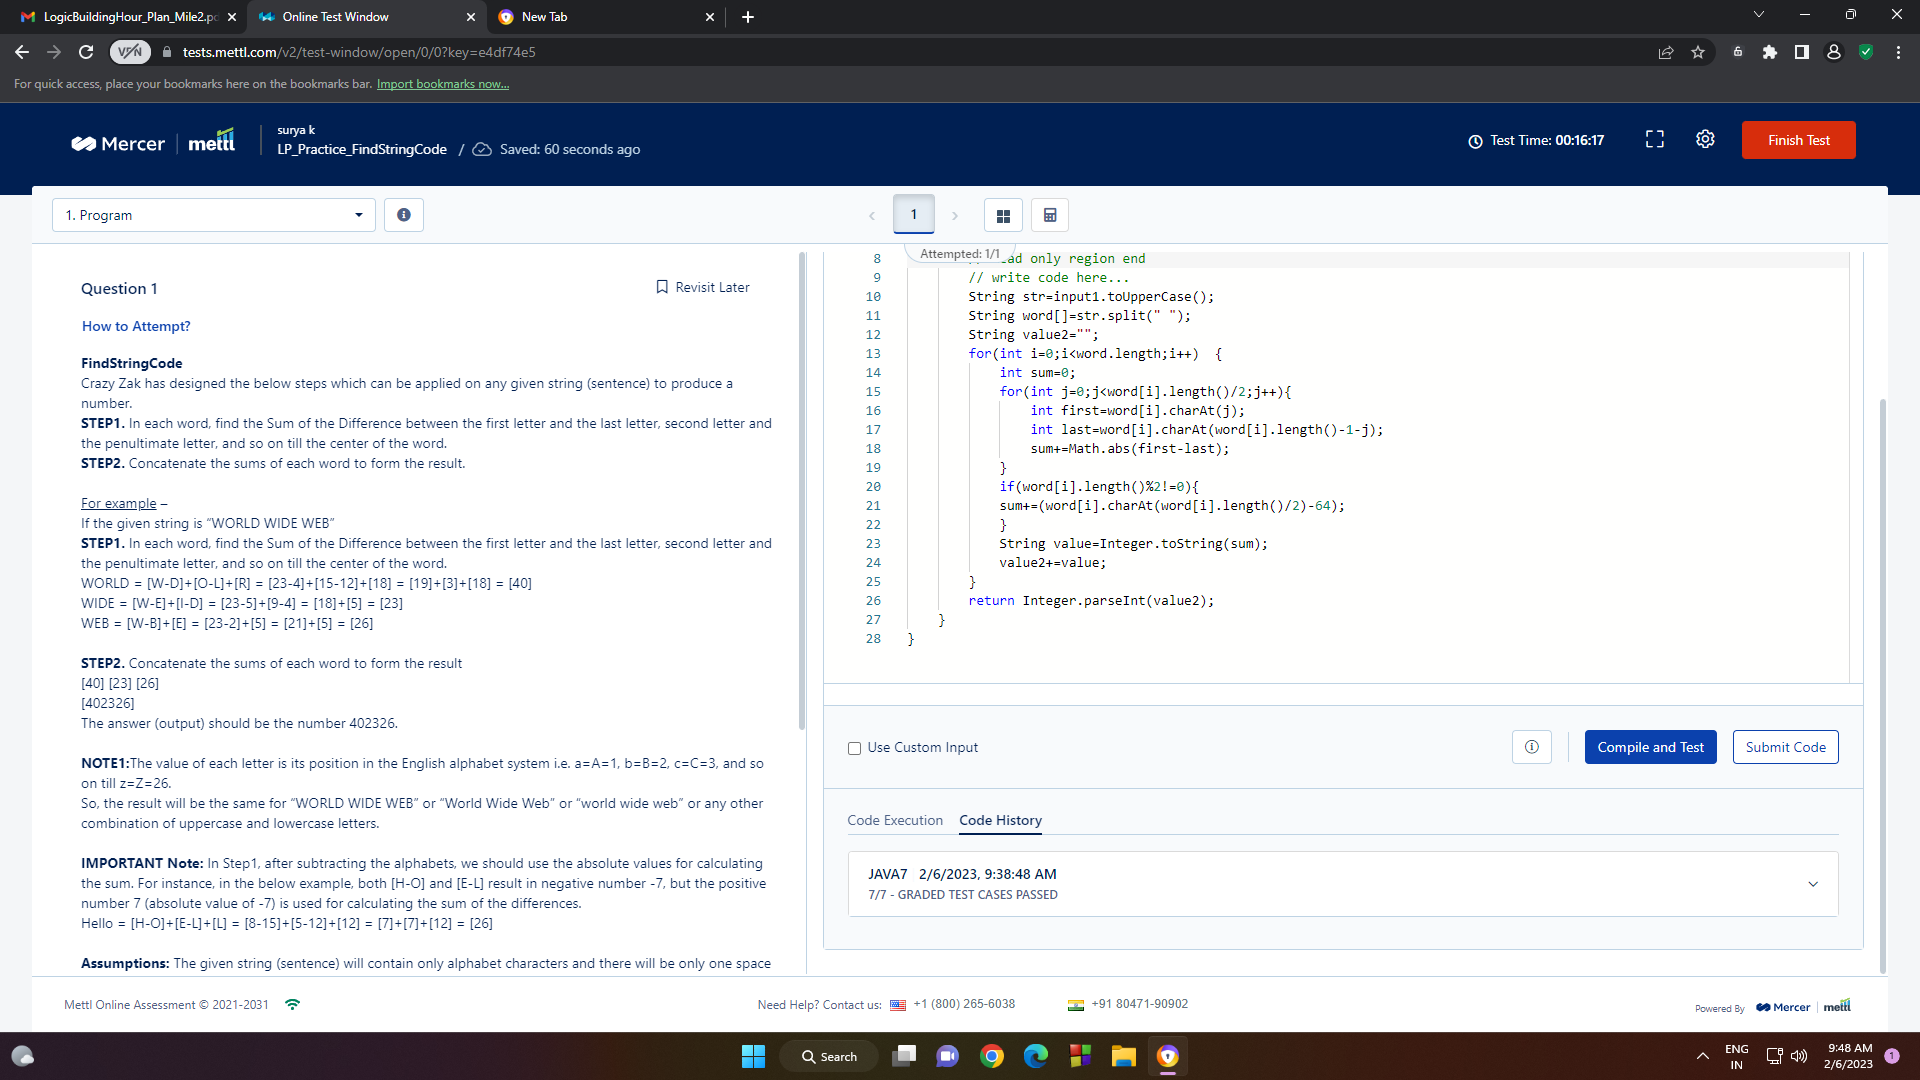 LogicBuildingHour_Plan_Mile2.pd
Online Test Window
New Tab
VPN
tests.mettl.com/v2/test-window/open/0/0?key=e4df74e5
For quick access, place your bookmarks here on the bookmarks bar. Import bookmarks now...
Mercer | mettl
surya k
LP_Practice_FindStringCode / Saved: 60 seconds ago
Test Time: 00:16:17
Finish Test
1. Program
1
Attempted: 1/1
Question 1
Revisit Later
How to Attempt?
FindStringCode
Crazy Zak has designed the below steps which can be applied on any given string (sentence) to produce a
number.
STEP1. In each word, find the Sum of the Difference between the first letter and the last letter, second letter and
the penultimate letter, and so on till the center of the word.
STEP2. Concatenate the sums of each word to form the result.
For example –
If the given string is “WORLD WIDE WEB”
STEP1. In each word, find the Sum of the Difference between the first letter and the last letter, second letter and
the penultimate letter, and so on till the center of the word.
WORLD = [W-D]+[O-L]+[R] = [23-4]+[15-12]+[18] = [19]+[3]+[18] = [40]
WIDE = [W-E]+[I-D] = [23-5]+[9-4] = [18]+[5] = [23]
WEB = [W-B]+[E] = [23-2]+[5] = [21]+[5] = [26]
STEP2. Concatenate the sums of each word to form the result
[40] [23] [26]
[402326]
The answer (output) should be the number 402326.
NOTE1:The value of each letter is its position in the English alphabet system i.e. a=A=1, b=B=2, c=C=3, and so
on till z=Z=26.
So, the result will be the same for “WORLD WIDE WEB” or “World Wide Web” or “world wide web” or any other
combination of uppercase and lowercase letters.
IMPORTANT Note: In Step1, after subtracting the alphabets, we should use the absolute values for calculating
the sum. For instance, in the below example, both [H-O] and [E-L] result in negative number -7, but the positive
number 7 (absolute value of -7) is used for calculating the sum of the differences.
Hello = [H-O]+[E-L]+[L] = [8-15]+[5-12]+[12] = [7]+[7]+[12] = [26]
Assumptions: The given string (sentence) will contain only alphabet characters and there will be only one space
8 ad only region end
9 // write code here...
10 String str=input1.toUpperCase();
11 String word[]=str.split(" ");
12 String value2="";
13 for(int i=0;i<word.length;i++) {
14 int sum=0;
15 for(int j=0;j<word[i].length()/2;j++){
16 int first=word[i].charAt(j);
17 int last=word[i].charAt(word[i].length()-1-j);
18 sum+=Math.abs(first-last);
19 }
20 if(word[i].length()%2!=0){
21 sum+=(word[i].charAt(word[i].length()/2)-64);
22 }
23 String value=Integer.toString(sum);
24 value2+=value;
25 }
26 return Integer.parseInt(value2);
27 }
28 }
Use Custom Input
Compile and Test
Submit Code
Code Execution
Code History
JAVA7 2/6/2023, 9:38:48 AM
7/7 - GRADED TEST CASES PASSED
Mettl Online Assessment © 2021-2031
Need Help? Contact us: +1 (800) 265-6038
+91 80471-90902
Powered By Mercer | mettl
Search
ENG
IN
9:48 AM
2/6/2023
1